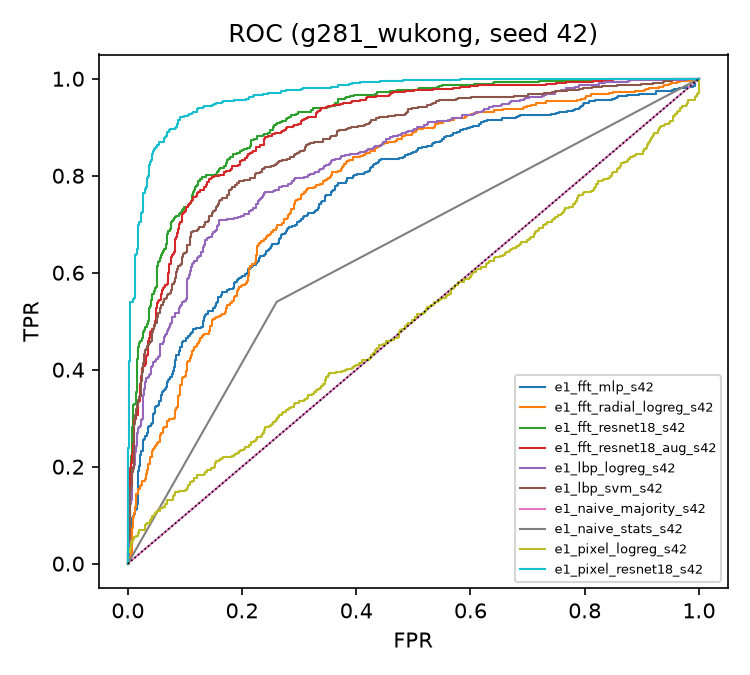 ROC (g281_wukong, seed 42)
TPR
1.0
0.8
0.6
0.4
0.2
0.0
e1_fft_mlp_s42
e1_fft_radial_logreg_s42
e1_fft_resnet18_s42
e1_fft_resnet18_aug_s42
e1_lbp_logreg_s42
e1_lbp_svm_s42
e1_naive_majority_s42
e1_naive_stats_s42
e1_pixel_logreg_s42
e1_pixel_resnet18_s42
0.0 0.2 0.4 0.6 0.8 1.0
FPR